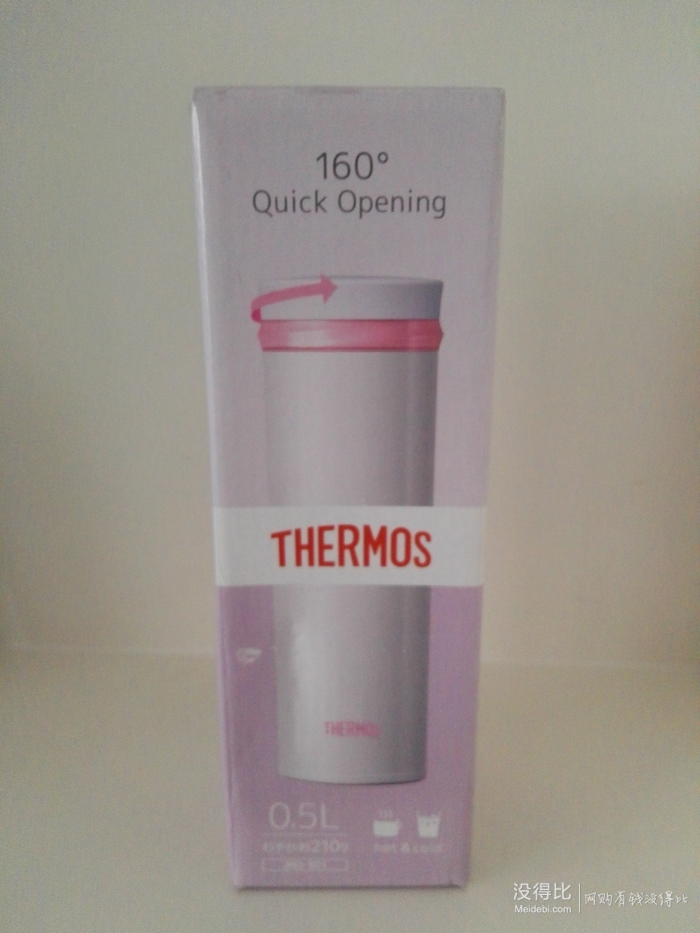 160°
Quick Opening
THERMOS
THERMOS
0.5L
210g
hot & cold
没得比
Meidebi.com
网购有钱没得比